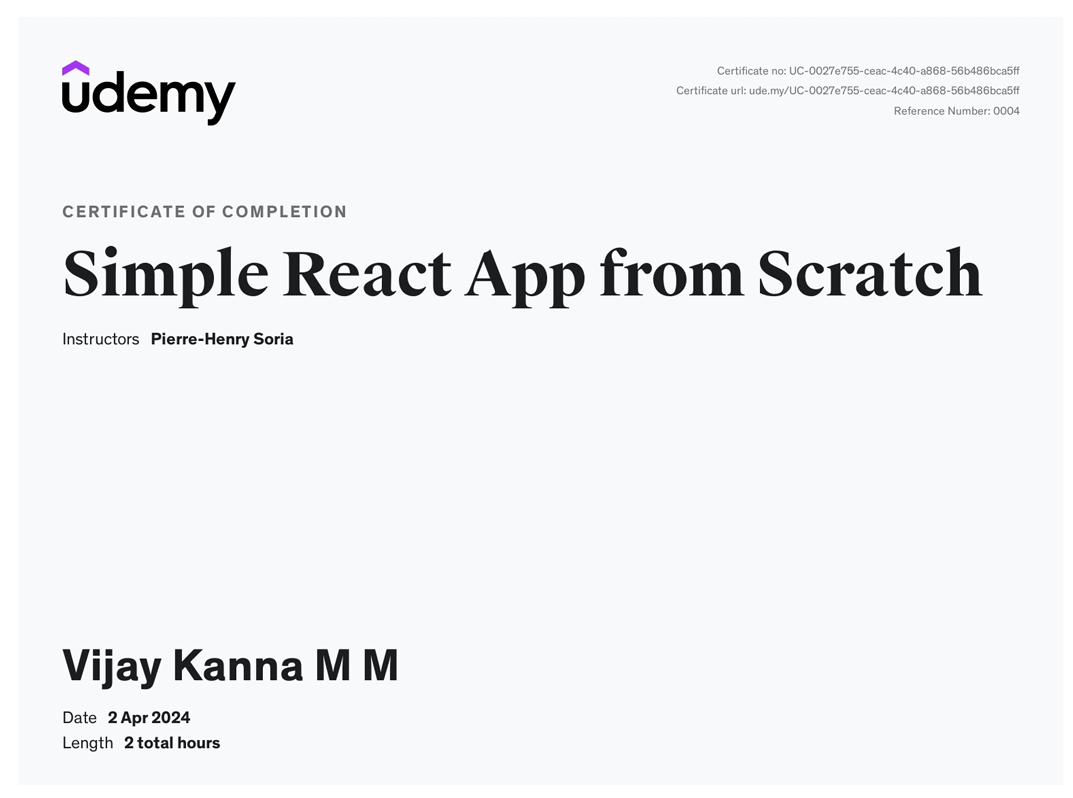 udemy
Certificate no: UC-0027e755-ceac-4c40-a868-56b486bca5ff
Certificate url: ude.my/UC-0027e755-ceac-4c40-a868-56b486bca5ff
Reference Number: 0004
CERTIFICATE OF COMPLETION
Simple React App from Scratch
Instructors Pierre-Henry Soria
Vijay Kanna M M
Date 2 Apr 2024
Length 2 total hours